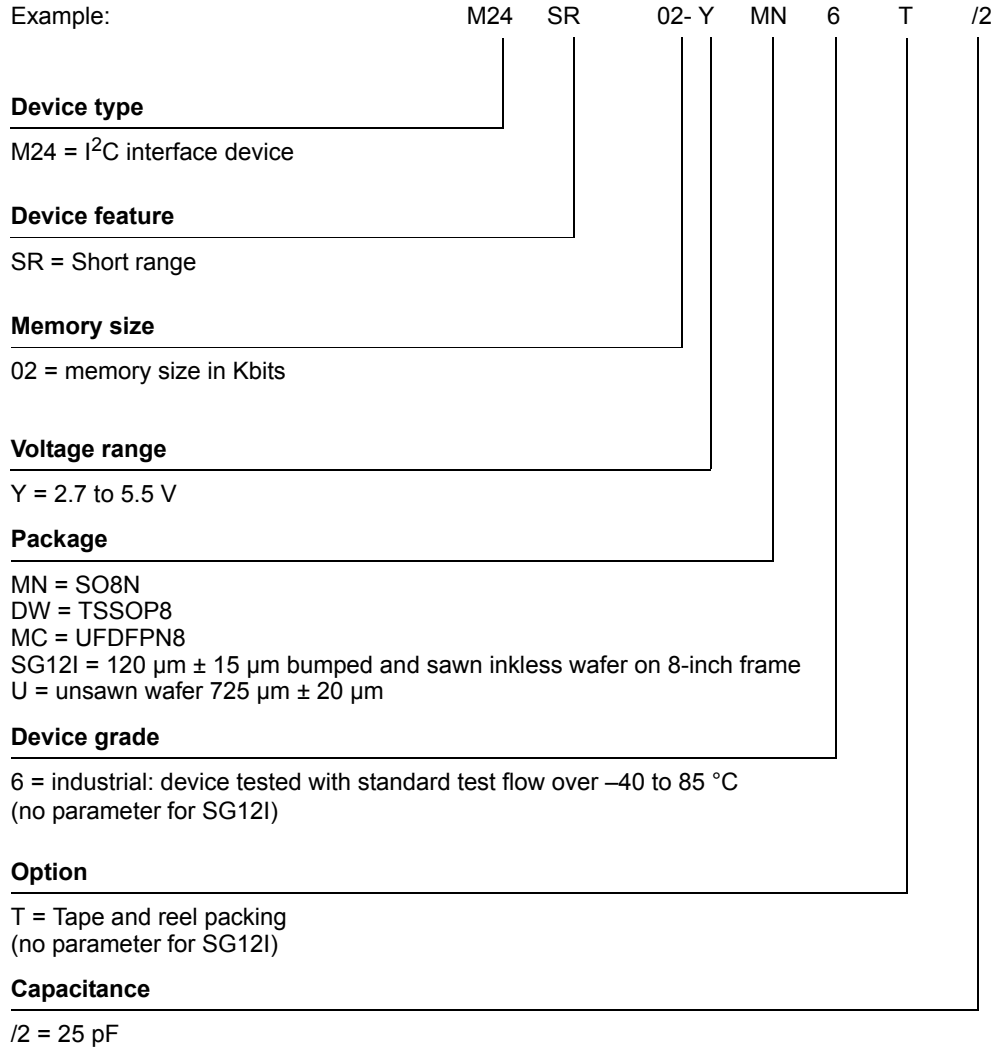 Example: M24 SR 02- Y MN 6 T /2
Device type
M24 = I2C interface device
Device feature
SR = Short range
Memory size
02 = memory size in Kbits
Voltage range
Y = 2.7 to 5.5 V
Package
MN = SO8N
DW = TSSOP8
MC = UFDFPN8
SG12I = 120 µm ± 15 µm bumped and sawn inkless wafer on 8-inch frame
U = unsawn wafer 725 µm ± 20 µm
Device grade
6 = industrial: device tested with standard test flow over –40 to 85 °C
(no parameter for SG12I)
Option
T = Tape and reel packing
(no parameter for SG12I)
Capacitance
/2 = 25 pF